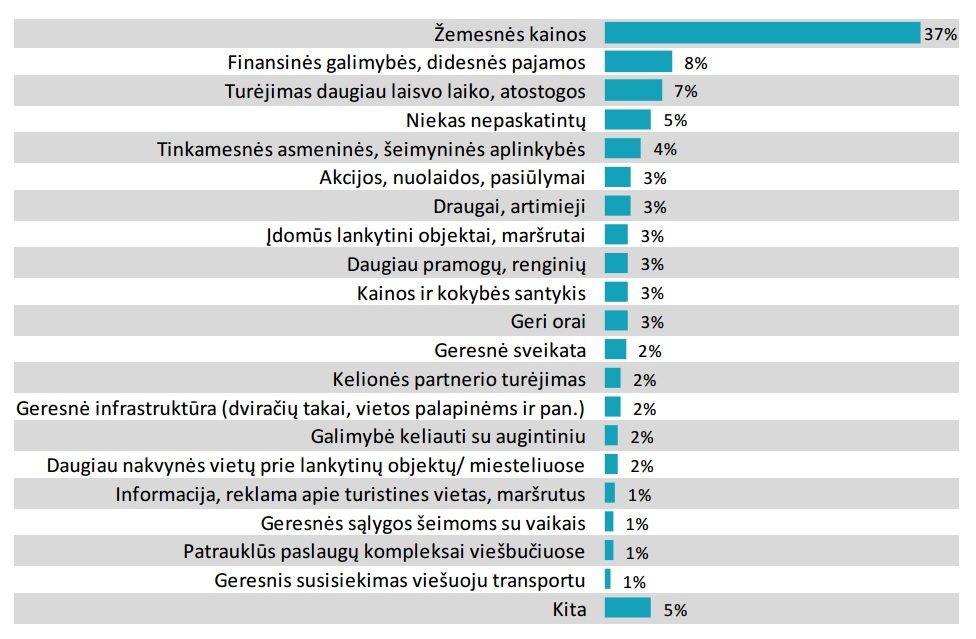 Žemesnės kainos 37%
Finansinės galimybės, didesnės pajamos 8%
Turėjimas daugiau laisvo laiko, atostogos 7%
Niekas nepaskatintų 5%
Tinkamesnės asmeninės, šeimyninės aplinkybės 4%
Akcijos, nuolaidos, pasiūlymai 3%
Draugai, artimieji 3%
Įdomūs lankytini objektai, maršrutai 3%
Daugiau pramogų, renginių 3%
Kainos ir kokybės santykis 3%
Geri orai 3%
Geresnė sveikata 2%
Kelionės partnerio turėjimas 2%
Geresnė infrastruktūra (dviračių takai, vietos palapinėms ir pan.) 2%
Galimybė keliauti su augintiniu 2%
Daugiau nakvynės vietų prie lankytinų objektų/ miesteliuose 2%
Informacija, reklama apie turistines vietas, maršrutus 1%
Geresnės sąlygos šeimoms su vaikais 1%
Patrauklūs paslaugų kompleksai viešbučiuose 1%
Geresnis susisiekimas viešuoju transportu 1%
Kita 5%